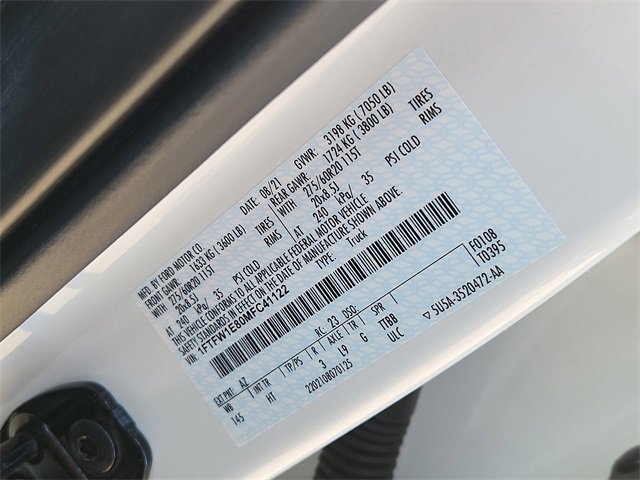 MFD. BY FORD MOTOR CO.
DATE: 08/21 GVWR: 3198 KG (7050 LB)
FRONT GAWR: 1633 KG (3600 LB) REAR GAWR: 1724 KG (3800 LB)
WITH 275/60R20 115T TIRES WITH 275/60R20 115T TIRES
20x8.5J RIMS 20x8.5J RIMS
AT 240 kPa/ 35 PSI COLD AT 240 kPa/ 35 PSI COLD
THIS VEHICLE CONFORMS TO ALL APPLICABLE FEDERAL MOTOR VEHICLE
SAFETY STANDARDS IN EFFECT ON THE DATE OF MANUFACTURE SHOWN ABOVE.
VIN: 1FTFW1E80MFC41122 TYPE: Truck
F0108
T0395
EXT PNT: AZ RC: 23 DSO:
WB INT TR TP/PS R AXLE TR SPR
145 HT 3 L9 G TTBB
220210807012S ULC
5U5A-3520472-AA